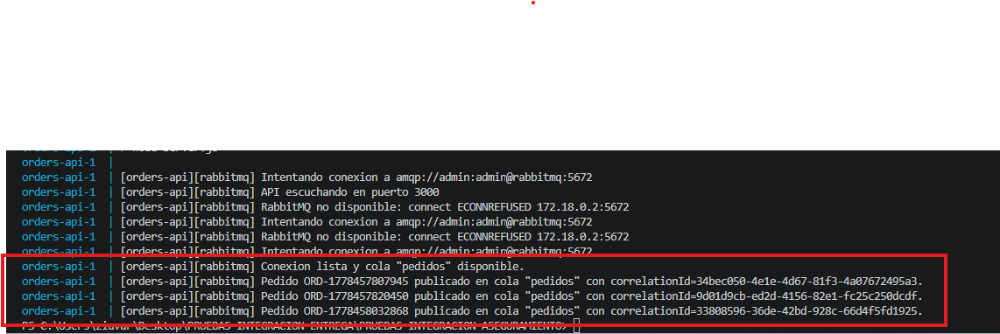 orders-api-1 | > node server.js
orders-api-1 |
orders-api-1 | [orders-api][rabbitmq] Intentando conexion a amqp://admin:admin@rabbitmq:5672
orders-api-1 | [orders-api][rabbitmq] API escuchando en puerto 3000
orders-api-1 | [orders-api][rabbitmq] RabbitMQ no disponible: connect ECONNREFUSED 172.18.0.2:5672
orders-api-1 | [orders-api][rabbitmq] Intentando conexion a amqp://admin:admin@rabbitmq:5672
orders-api-1 | [orders-api][rabbitmq] RabbitMQ no disponible: connect ECONNREFUSED 172.18.0.2:5672
orders-api-1 | [orders-api][rabbitmq] Intentando conexion a amqp://admin:admin@rabbitmq:5672
orders-api-1 | [orders-api][rabbitmq] Conexion lista y cola "pedidos" disponible.
orders-api-1 | [orders-api][rabbitmq] Pedido ORD-1778457807945 publicado en cola "pedidos" con correlationId=34bec050-4e1e-4d67-81f3-4a07672495a3.
orders-api-1 | [orders-api][rabbitmq] Pedido ORD-1778457820450 publicado en cola "pedidos" con correlationId=9d01d9cb-ed2d-4156-82e1-fc25c250dcdf.
orders-api-1 | [orders-api][rabbitmq] Pedido ORD-1778458032868 publicado en cola "pedidos" con correlationId=33808596-36de-42bd-928c-66d4f5fd1925.
PS C:\Users\ziavar\Desktop\PRUEBAS INTEGRACION ENTREGA\PRUEBAS INTEGRACION ASEGURAMIENTO>